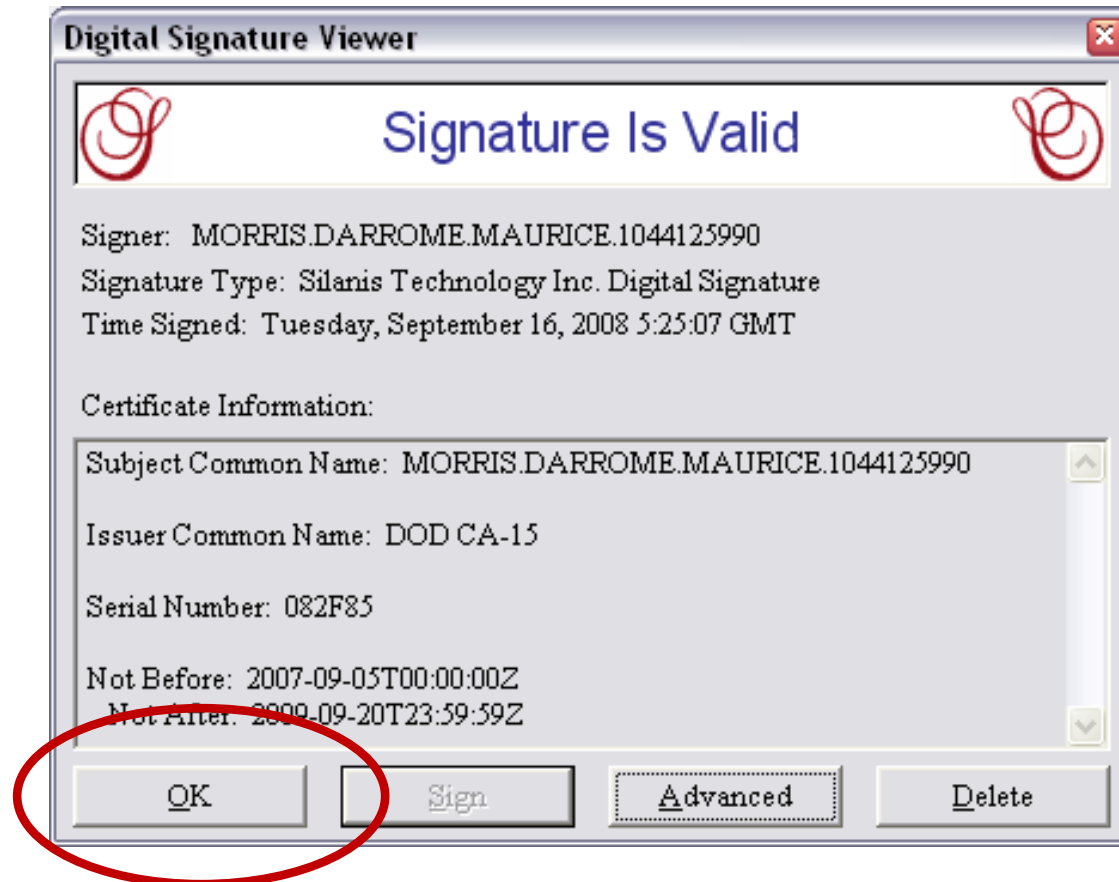 Digital Signature Viewer
Signature Is Valid
Signer: MORRIS.DARROME.MAURICE.1044125990
Signature Type: Silanis Technology Inc. Digital Signature
Time Signed: Tuesday, September 16, 2008 5:25:07 GMT
Certificate Information:
Subject Common Name: MORRIS.DARROME.MAURICE.1044125990
Issuer Common Name: DOD CA-15
Serial Number: 082F85
Not Before: 2007-09-05T00:00:00Z
Not After: 2009-09-20T23:59:59Z
OK Sign Advanced Delete